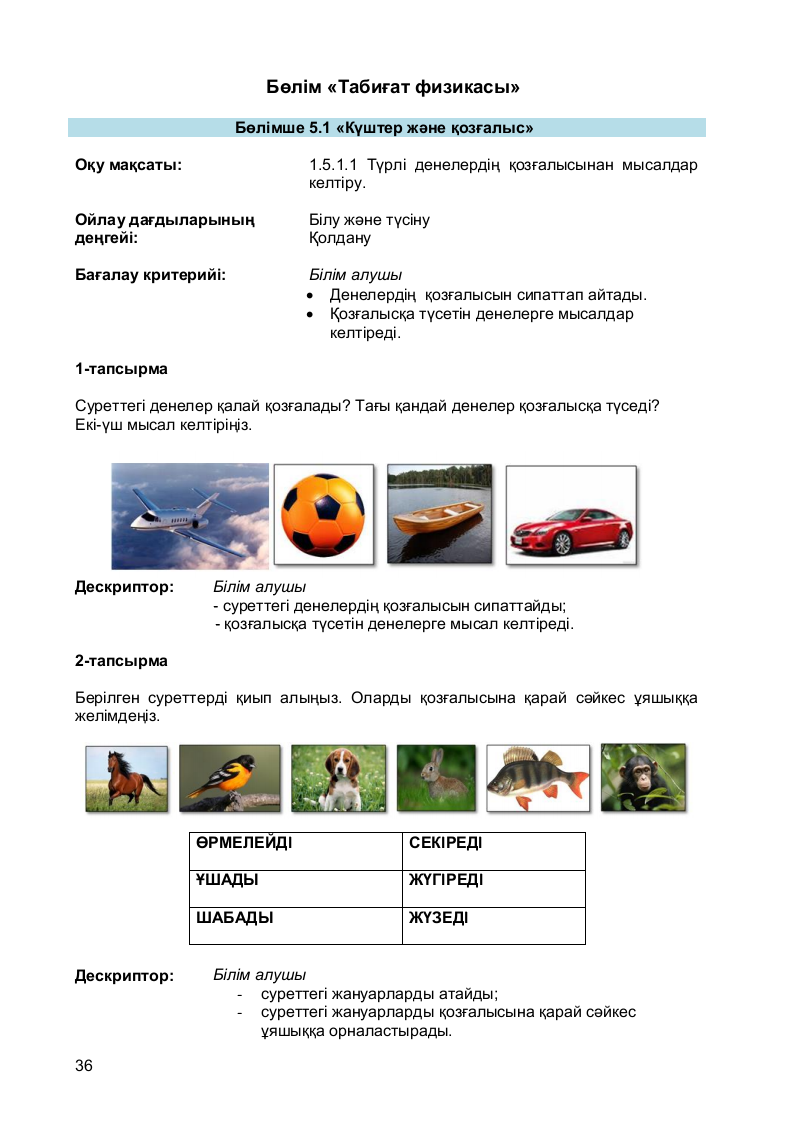 Бөлім «Табиғат физикасы»
Бөлімше 5.1 «Күштер және қозғалыс»
Оқу мақсаты: 1.5.1.1 Түрлі денелердің қозғалысынан мысалдар
келтіру.
Ойлау дағдыларының Білу және түсіну
деңгейі: Қолдану
Бағалау критерийі: Білім алушы
• Денелердің қозғалысын сипаттап айтады.
• Қозғалысқа түсетін денелерге мысалдар
келтіреді.
1-тапсырма
Суреттегі денелер қалай қозғалады? Тағы қандай денелер қозғалысқа түседі?
Екі-үш мысал келтіріңіз.
Дескриптор: Білім алушы
- суреттегі денелердің қозғалысын сипаттайды;
- қозғалысқа түсетін денелерге мысал келтіреді.
2-тапсырма
Берілген суреттерді қиып алыңыз. Оларды қозғалысына қарай сәйкес ұяшыққа
желімдеңіз.
ӨРМЕЛЕЙДІ СЕКІРЕДІ
ҰШАДЫ ЖҮГІРЕДІ
ШАБАДЫ ЖҮЗЕДІ
Дескриптор: Білім алушы
- суреттегі жануарларды атайды;
- суреттегі жануарларды қозғалысына қарай сәйкес
ұяшыққа орналастырады.
36